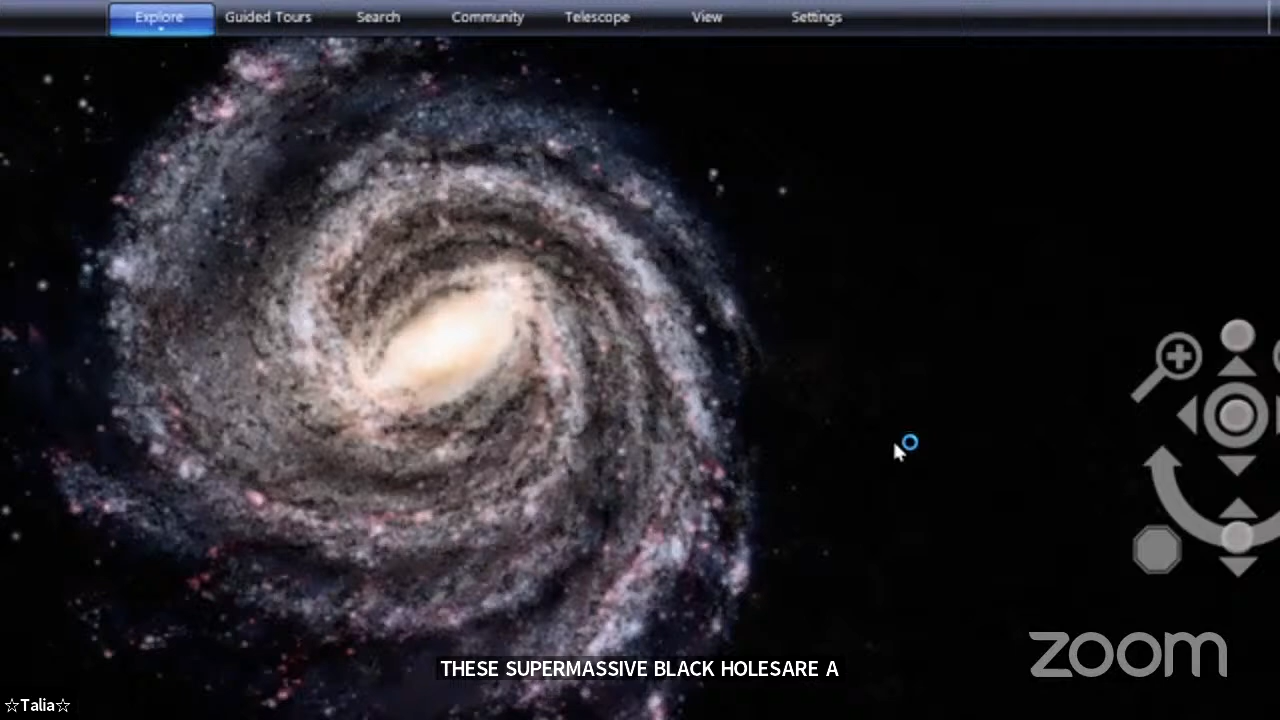 Explore
Guided Tours
Search
Community
Telescope
View
Settings
THESE SUPERMASSIVE BLACK HOLESARE A
zoom
☆Talia☆